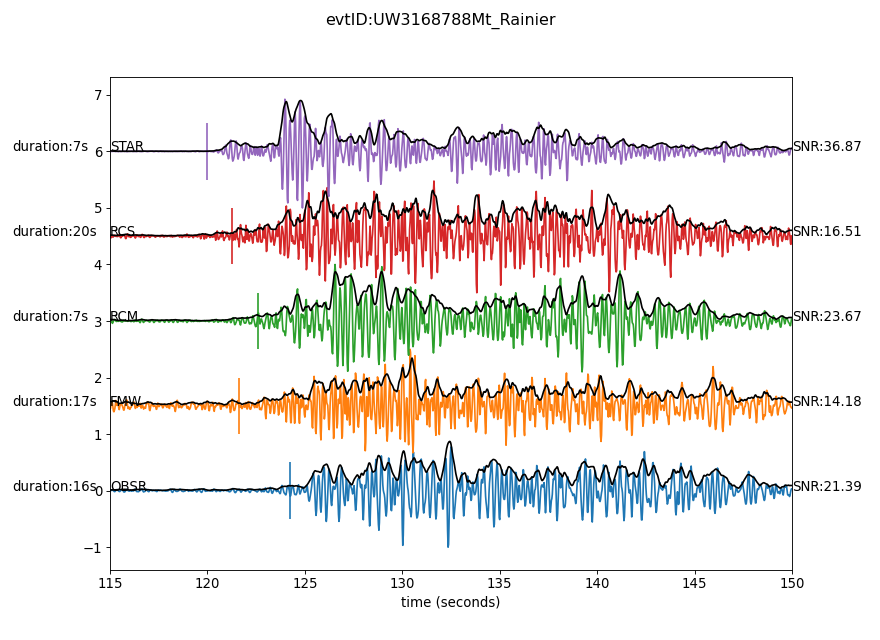 evtID:UW3168788Mt_Rainier
7
duration:7s STAR SNR:36.87
6
5
duration:20s RCS SNR:16.51
4
duration:7s RCM SNR:23.67
3
2
duration:17s FMW SNR:14.18
1
duration:16s OBSR SNR:21.39
0
−1
115 120 125 130 135 140 145 150
time (seconds)